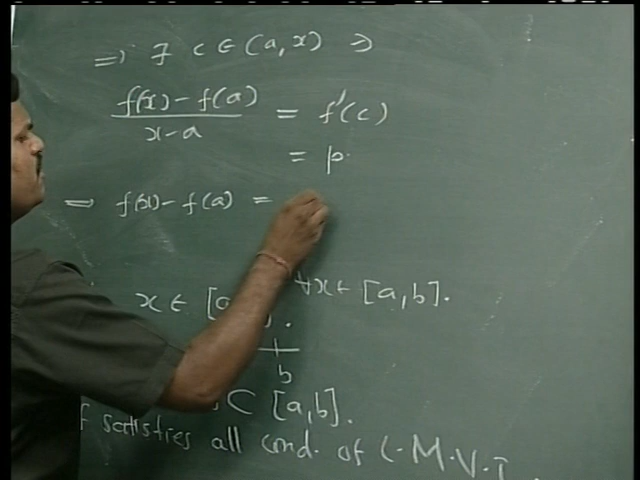 ⇒ ∃ c ∈ (a, x) ∋
f(x) - f(a) / x - a = f'(c)
= p.
⇒ f(x) - f(a) =
x ∈ [a ∀x ∈ [a, b].
b
⊂ [a, b].
f satisfies all cond. of L.M.V.T.